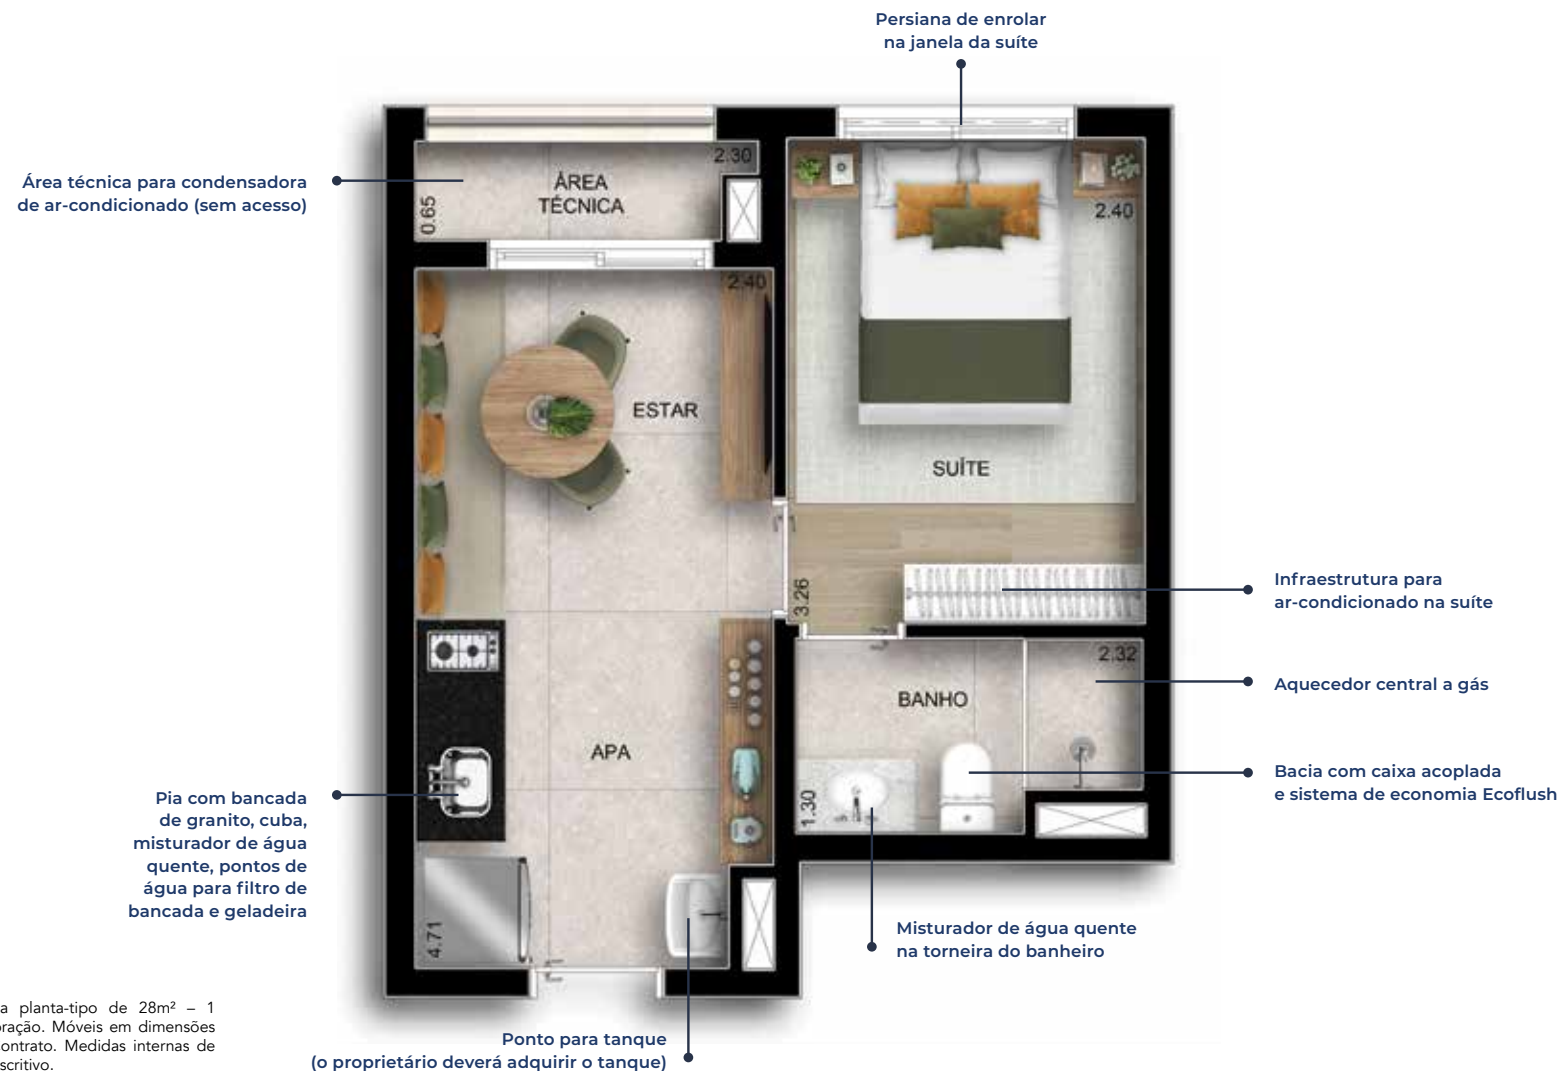 Persiana de enrolar
na janela da suíte
Área técnica para condensadora
de ar-condicionado (sem acesso)
2.30
ÁREA
TÉCNICA
0.65
2.40
2.40
ESTAR
SUÍTE
3.26
Infraestrutura para
ar-condicionado na suíte
2.32
Aquecedor central a gás
BANHO
APA
Bacia com caixa acoplada
e sistema de economia Ecoflush
1.30
Pia com bancada
de granito, cuba,
misturador de água
quente, pontos de
água para filtro de
bancada e geladeira
4.71
Misturador de água quente
na torneira do banheiro
a planta-tipo de 28m² – 1
oração. Móveis em dimensões
ontrato. Medidas internas de
scritivo.
Ponto para tanque
(o proprietário deverá adquirir o tanque)